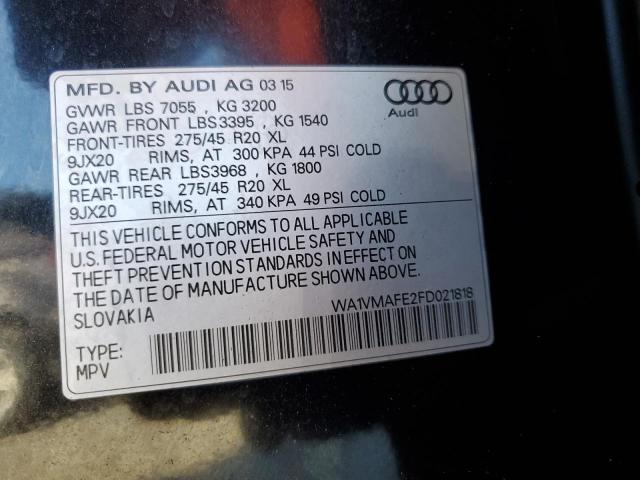 MFD. BY AUDI AG 03 15
Audi
GVWR LBS 7055 , KG 3200
GAWR FRONT LBS3395 , KG 1540
FRONT-TIRES 275/45 R20 XL
9JX20 RIMS, AT 300 KPA 44 PSI COLD
GAWR REAR LBS3968 , KG 1800
REAR-TIRES 275/45 R20 XL
9JX20 RIMS, AT 340 KPA 49 PSI COLD
THIS VEHICLE CONFORMS TO ALL APPLICABLE
U.S. FEDERAL MOTOR VEHICLE SAFETY AND
THEFT PREVENTION STANDARDS IN EFFECT ON
THE DATE OF MANUFACTURE SHOWN ABOVE.
SLOVAKIA
WA1VMAFE2FD021818
TYPE:
MPV